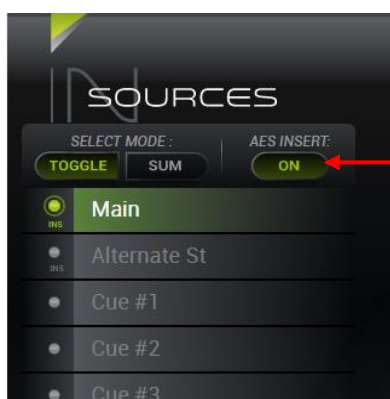 IN
SOURCES
SELECT MODE : AES INSERT:
TOGGLE SUM ON
INS Main
INS Alternate St
Cue #1
Cue #2
Cue #3